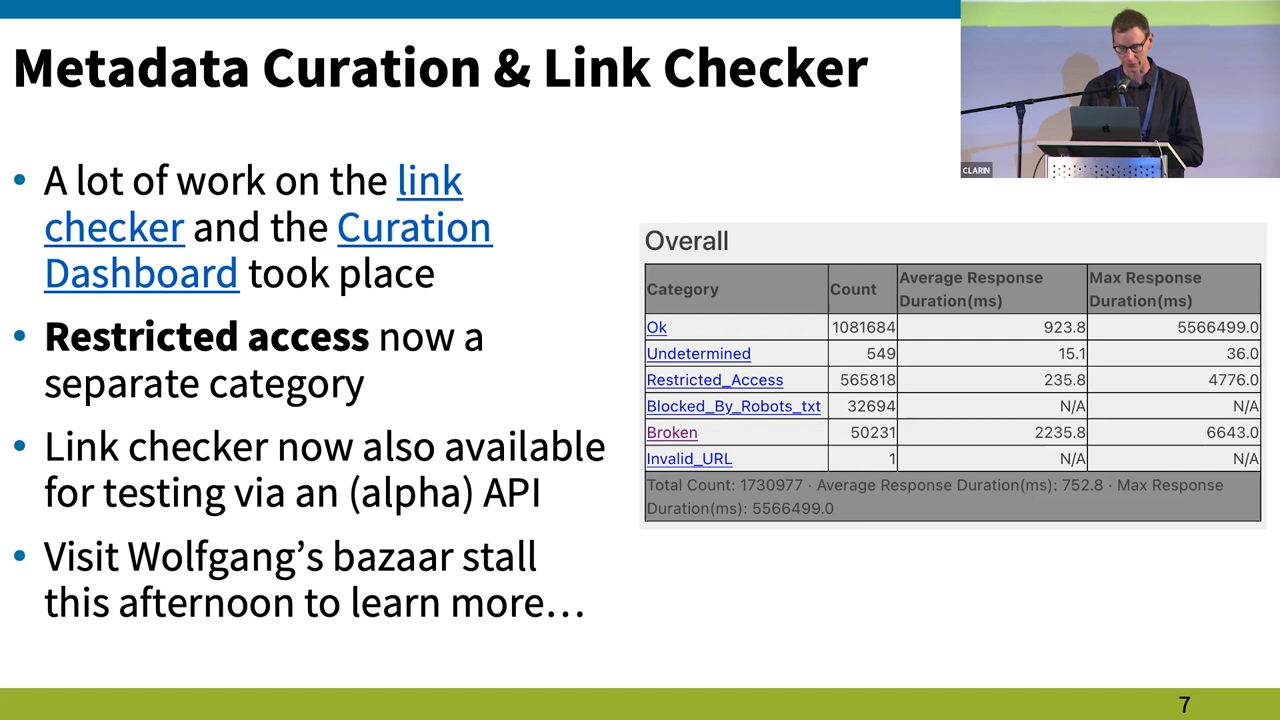 Metadata Curation & Link Checker
• A lot of work on the link
checker and the Curation
Dashboard took place
• Restricted access now a
separate category
• Link checker now also available
for testing via an (alpha) API
• Visit Wolfgang’s bazaar stall
this afternoon to learn more…
CLARIN
Overall
Category Count Average Response Duration(ms) Max Response Duration(ms)
Ok 1081684 923.8 5566499.0
Undetermined 549 15.1 36.0
Restricted_Access 565818 235.8 4776.0
Blocked_By_Robots_txt 32694 N/A N/A
Broken 50231 2235.8 6643.0
Invalid_URL 1 N/A N/A
Total Count: 1730977 · Average Response Duration(ms): 752.8 · Max Response
Duration(ms): 5566499.0
7